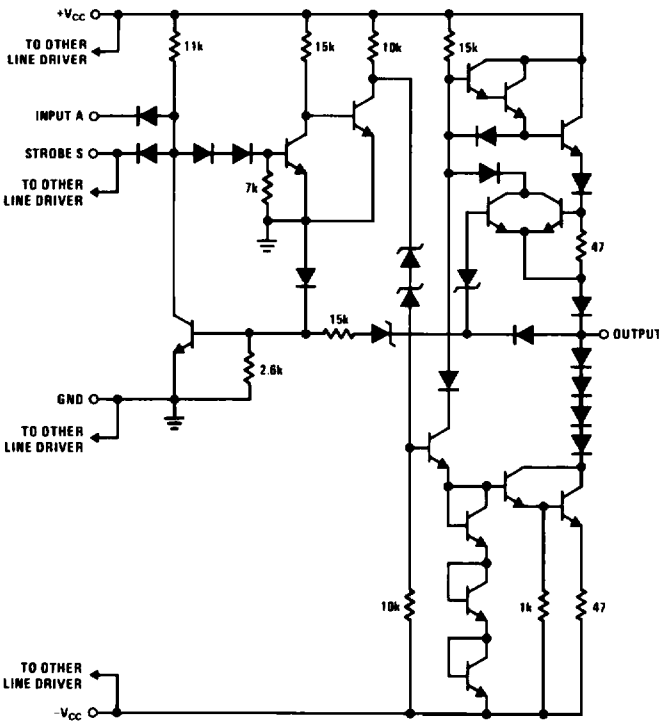 +VCC
TO OTHER
LINE DRIVER
11k
15k
10k
15k
INPUT A
STROBE S
TO OTHER
LINE DRIVER
7k
47
15k
OUTPUT
2.6k
GND
TO OTHER
LINE DRIVER
10k
1k
47
TO OTHER
LINE DRIVER
-VCC